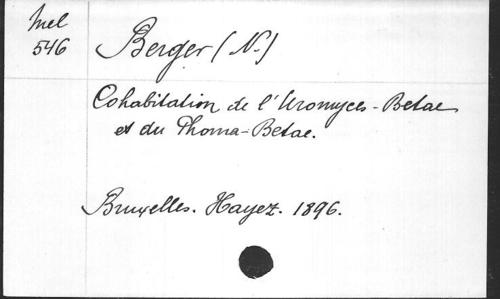 Mel
546
Berger (N.)
Cohabitation de l'Uromyces-Betae
et du Phoma-Betae.
Bruxelles. Hayez. 1896.